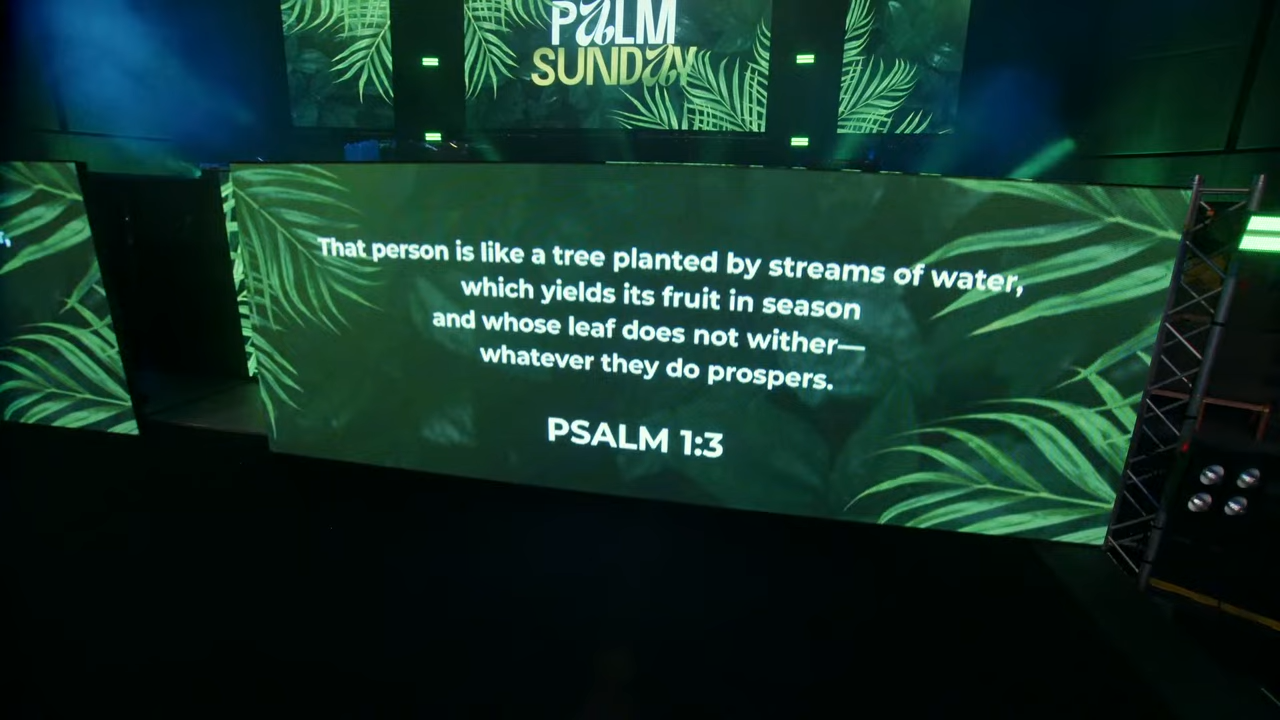 PALM
SUNDAY
That person is like a tree planted by streams of water,
which yields its fruit in season
and whose leaf does not wither—
whatever they do prospers.
PSALM 1:3